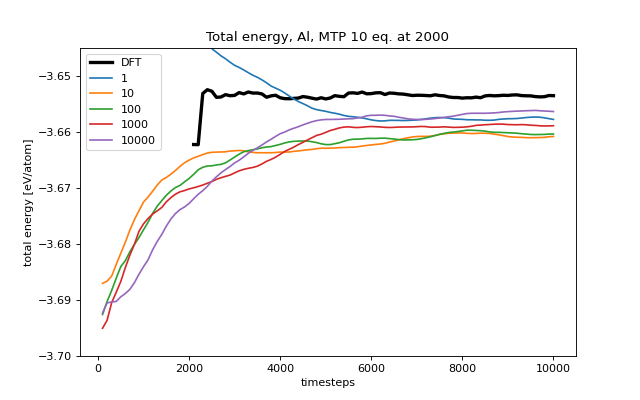 Total energy, Al, MTP 10 eq. at 2000
total energy [eV/atom]
−3.65
−3.66
−3.67
−3.68
−3.69
−3.70
DFT
1
10
100
1000
10000
0 2000 4000 6000 8000 10000
timesteps